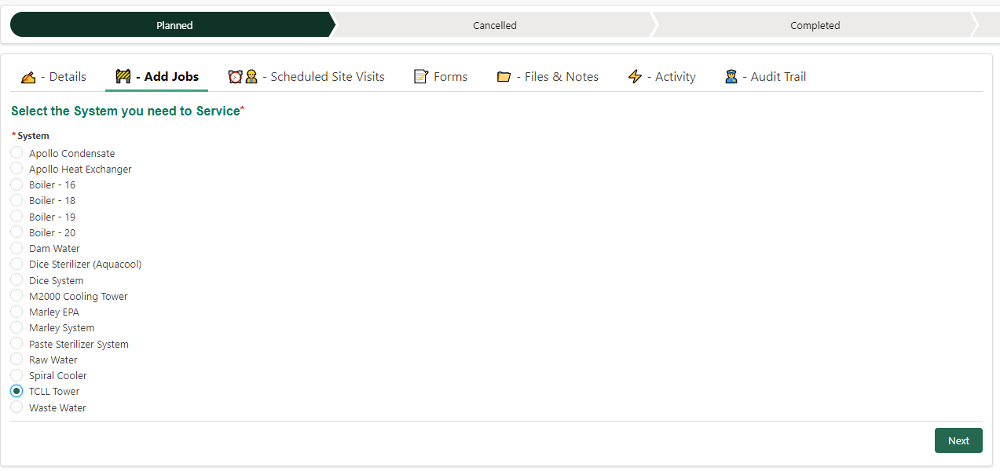 Planned Cancelled Completed
- Details - Add Jobs - Scheduled Site Visits Forms - Files & Notes - Activity - Audit Trail
Select the System you need to Service*
* System
Apollo Condensate
Apollo Heat Exchanger
Boiler - 16
Boiler - 18
Boiler - 19
Boiler - 20
Dam Water
Dice Sterilizer (Aquacool)
Dice System
M2000 Cooling Tower
Marley EPA
Marley System
Paste Sterilizer System
Raw Water
Spiral Cooler
TCLL Tower
Waste Water
Next